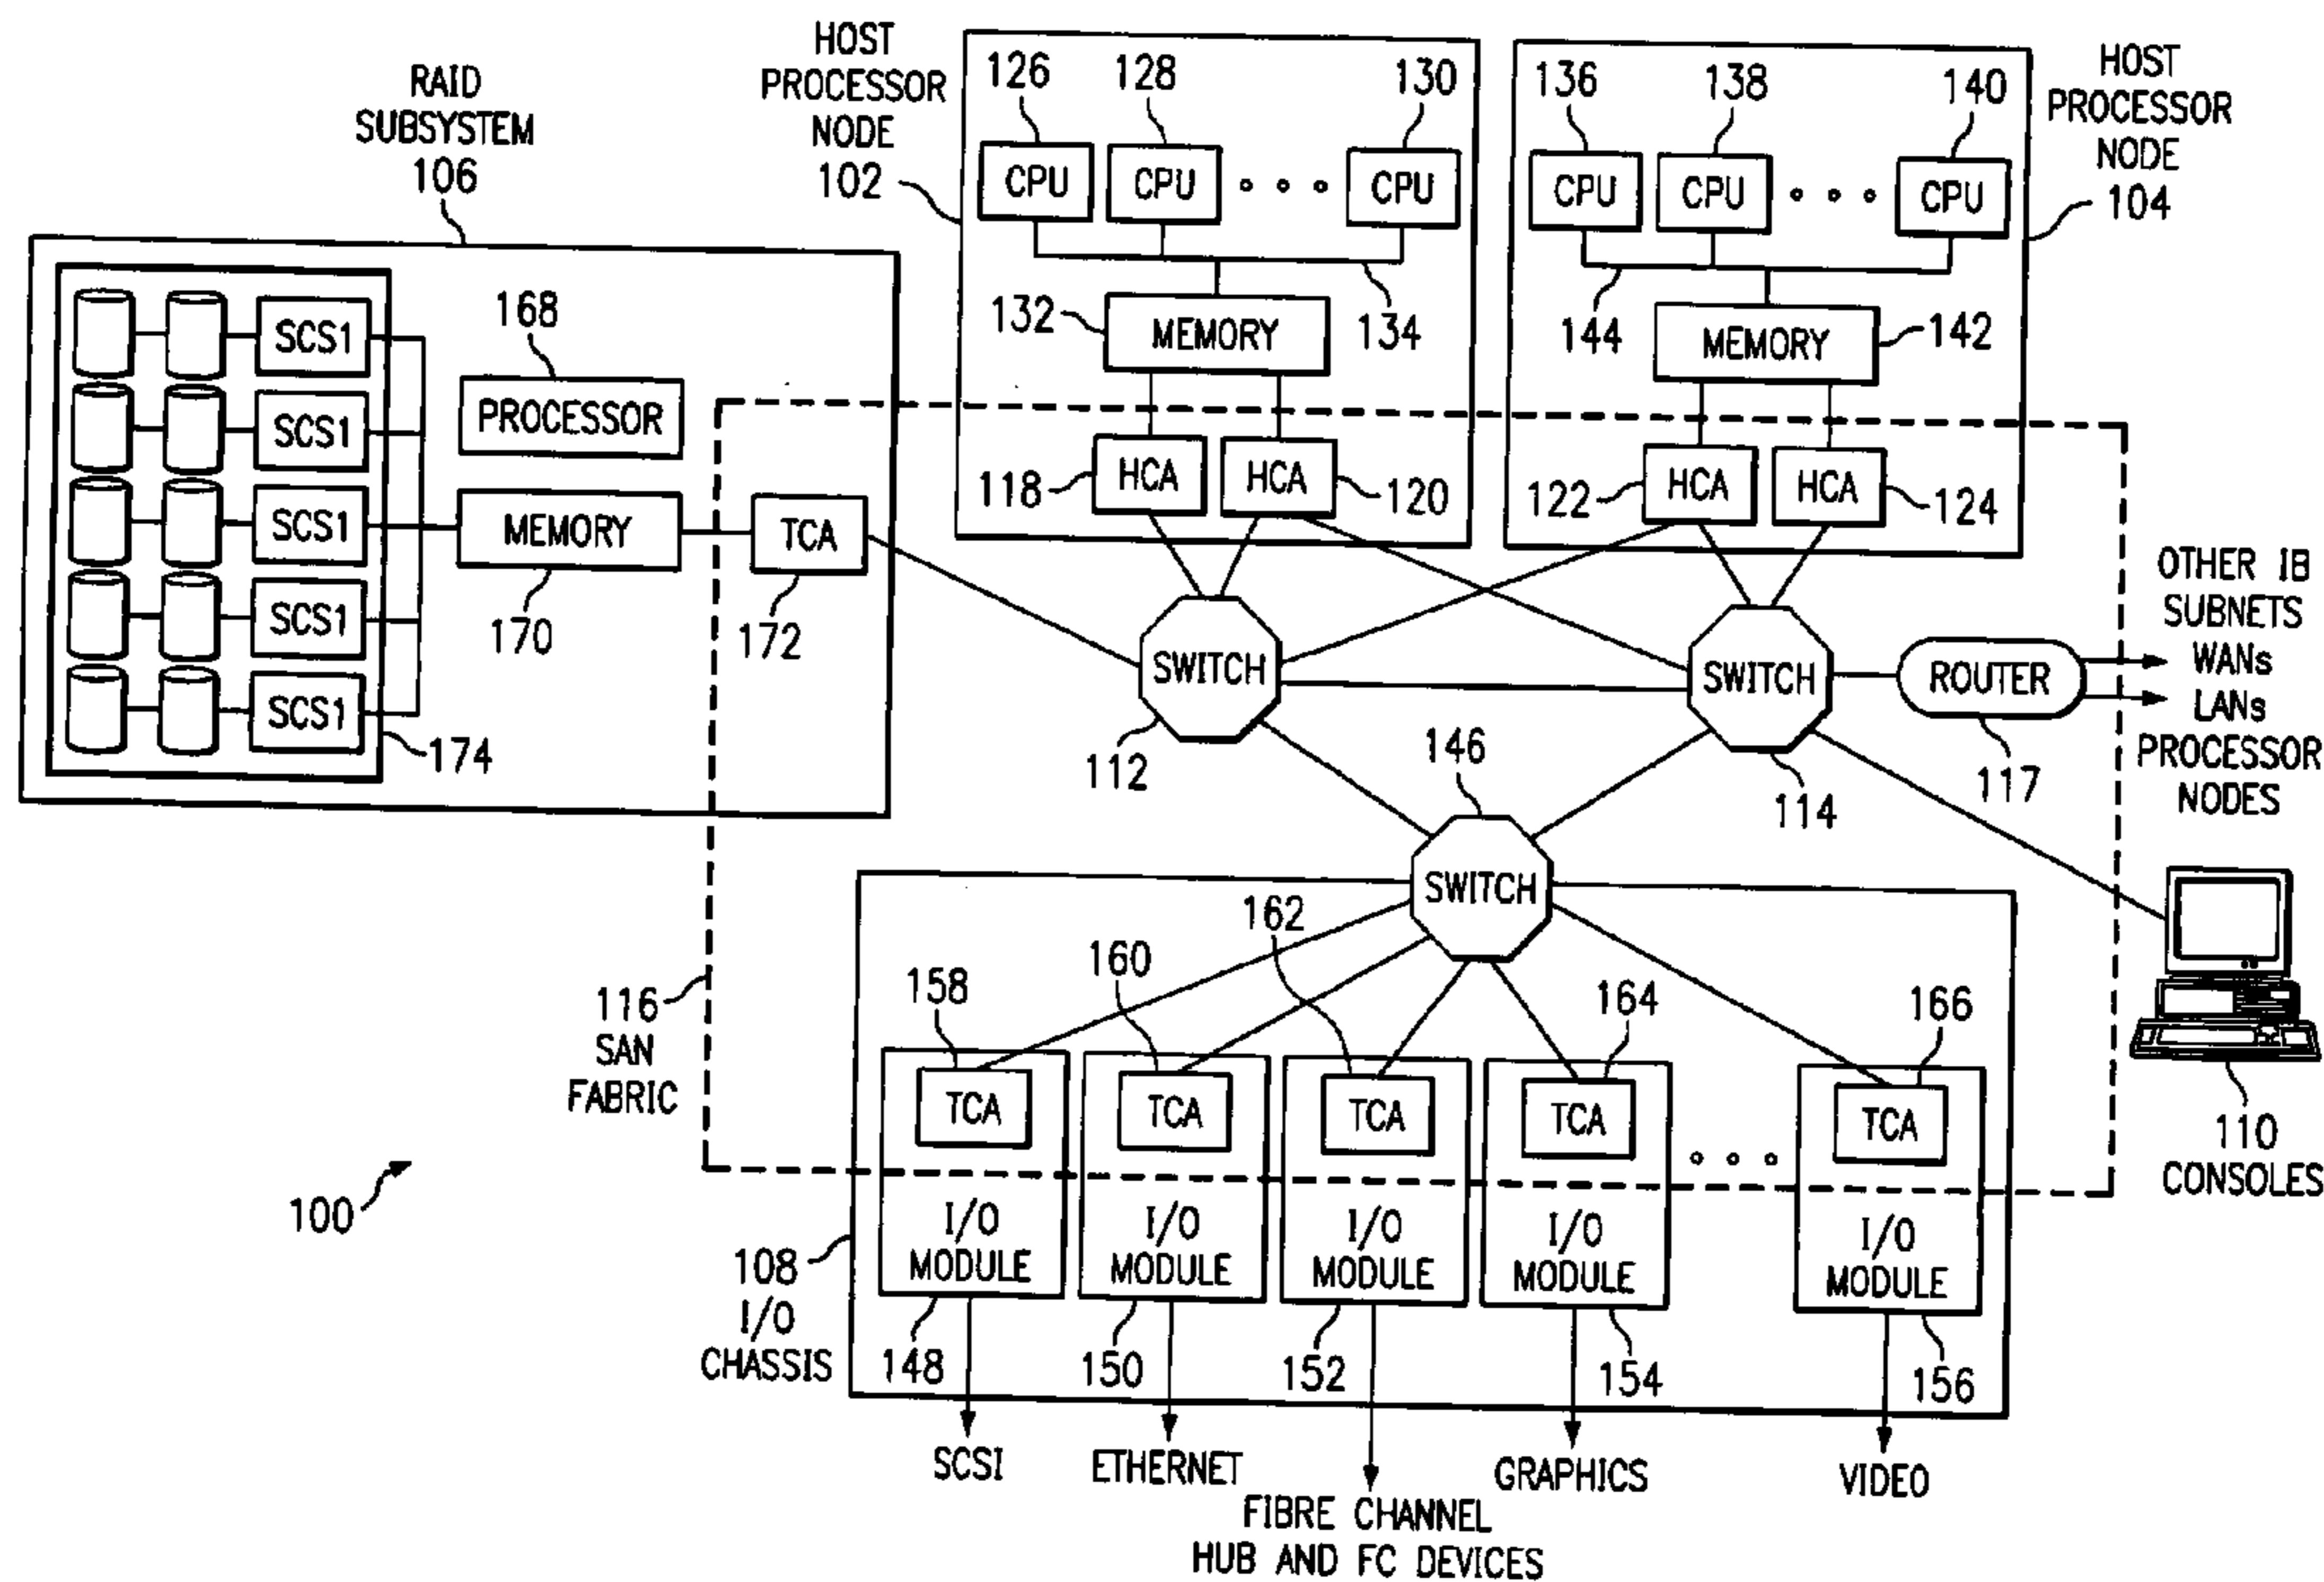 HOST
PROCESSOR
NODE
102
RAID
SUBSYSTEM
106
126
128
130
CPU
CPU
CPU
132
MEMORY
134
118
HCA
HCA
120
136
138
140
CPU
CPU
CPU
HOST
PROCESSOR
NODE
104
144
MEMORY
142
122
HCA
HCA
124
SCS1
SCS1
SCS1
SCS1
SCS1
174
168
PROCESSOR
MEMORY
170
TCA
172
SWITCH
112
SWITCH
114
ROUTER
117
OTHER IB
SUBNETS
WANs
LANs
PROCESSOR
NODES
146
SWITCH
110
CONSOLES
116
SAN
FABRIC
100
108
I/O
CHASSIS
158
TCA
I/O
MODULE
148
SCSI
160
TCA
I/O
MODULE
150
ETHERNET
162
TCA
I/O
MODULE
152
FIBRE CHANNEL
HUB AND FC DEVICES
164
TCA
I/O
MODULE
154
GRAPHICS
166
TCA
I/O
MODULE
156
VIDEO